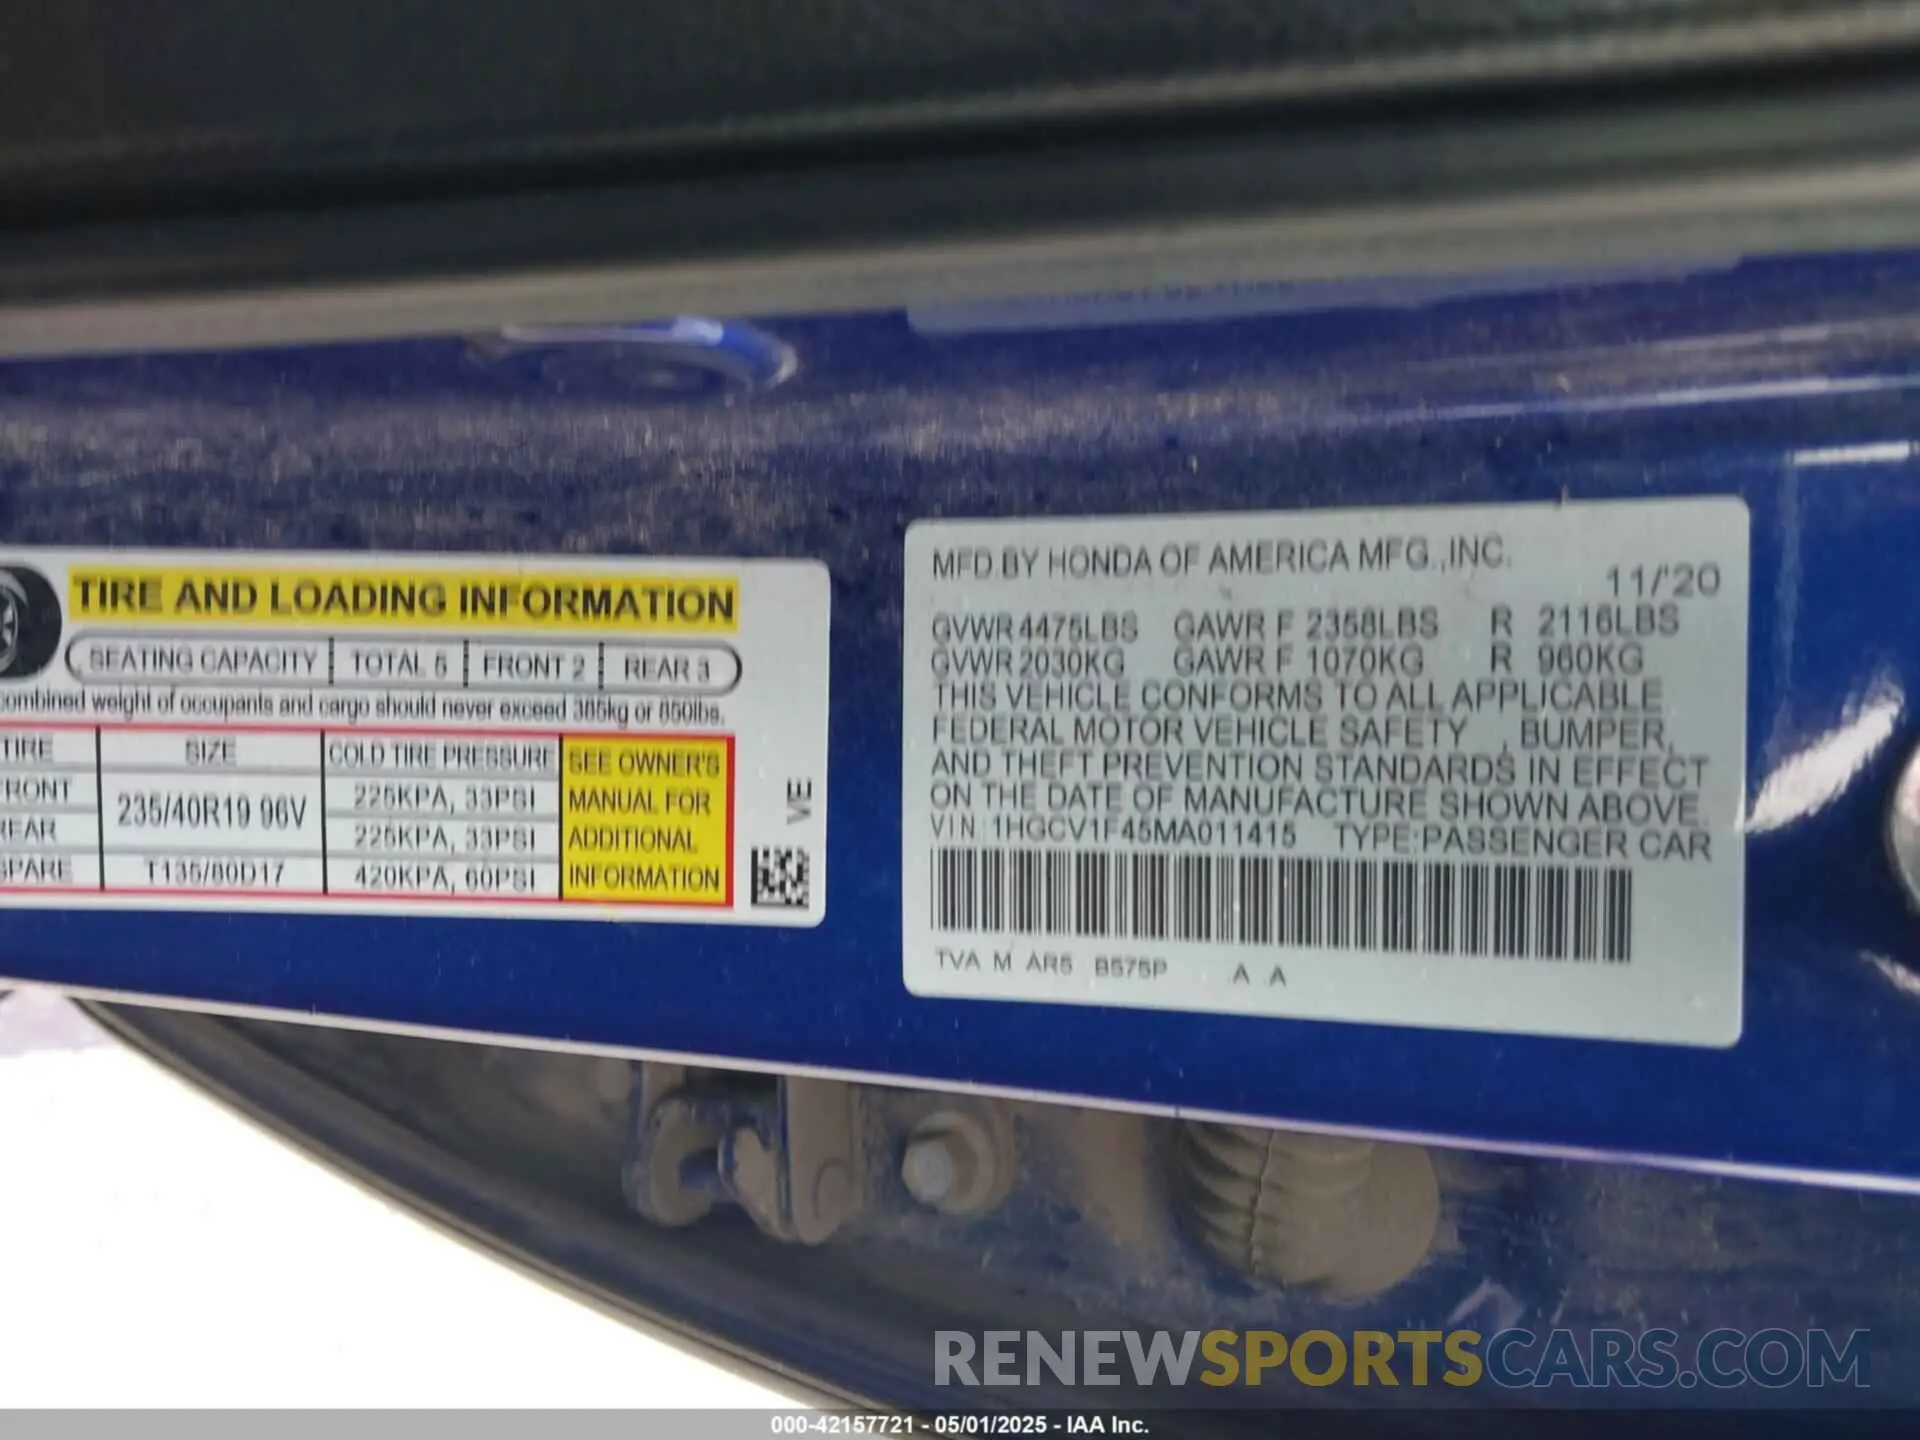 TIRE AND LOADING INFORMATION
SEATING CAPACITY TOTAL 5 FRONT 2 REAR 3
combined weight of occupants and cargo should never exceed 385kg or 850lbs.
TIRE SIZE COLD TIRE PRESSURE SEE OWNER'S
FRONT 235/40R19 96V 225KPA, 33PSI MANUAL FOR
REAR 225KPA, 33PSI ADDITIONAL
SPARE T135/80D17 420KPA, 60PSI INFORMATION
VE
MFD BY HONDA OF AMERICA MFG.,INC.
11/'20
GVWR 4475LBS GAWR F 2358LBS R 2116LBS
GVWR 2030KG GAWR F 1070KG R 960KG
THIS VEHICLE CONFORMS TO ALL APPLICABLE
FEDERAL MOTOR VEHICLE SAFETY , BUMPER,
AND THEFT PREVENTION STANDARDS IN EFFECT
ON THE DATE OF MANUFACTURE SHOWN ABOVE.
VIN:1HGCV1F45MA011415 TYPE:PASSENGER CAR
TVA M AR5 B575P A A
RENEWSPORTSCARS.COM
000-42157721 - 05/01/2025 - IAA Inc.